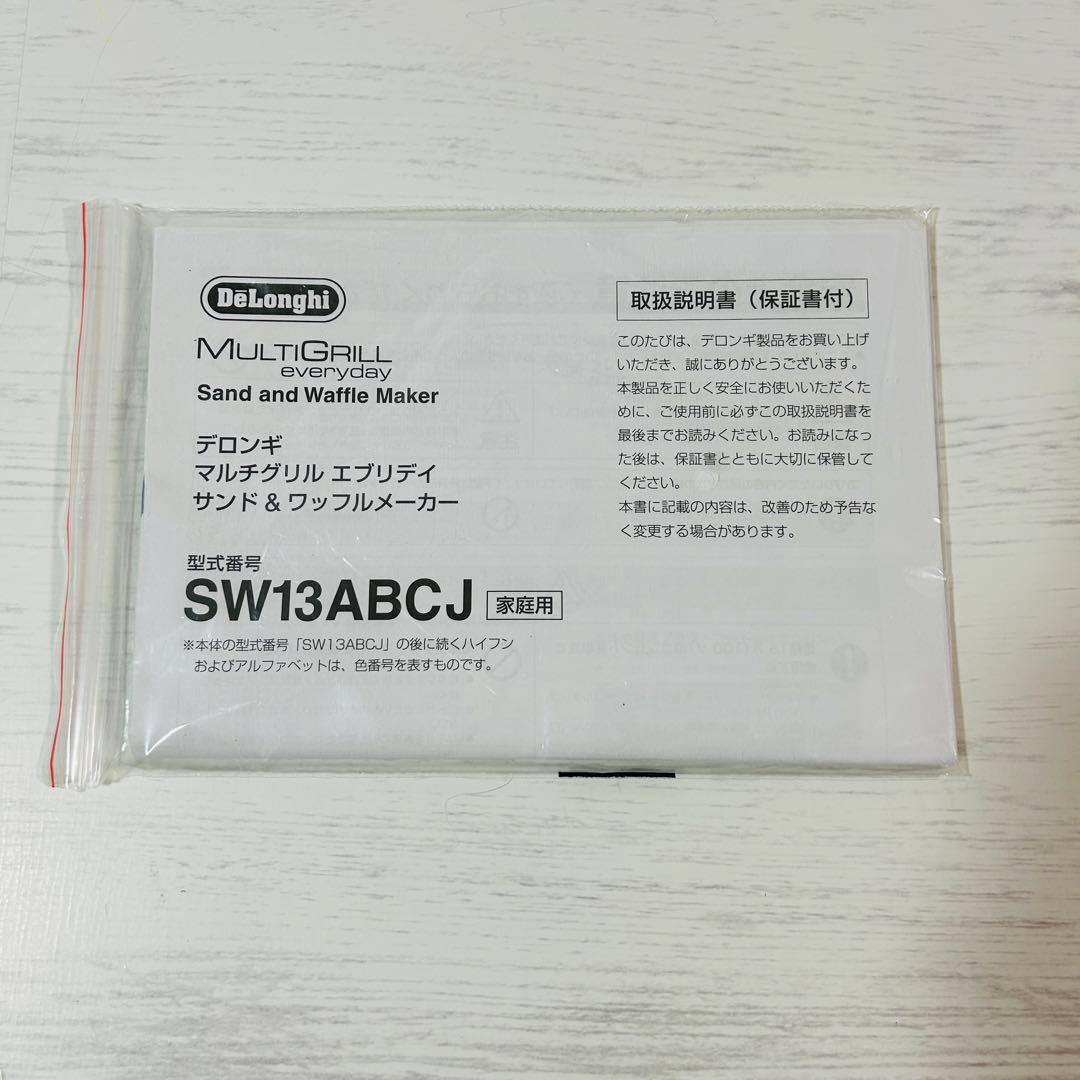 DēLonghi
MULTIGRILL
everyday
Sand and Waffle Maker
デロンギ
マルチグリル エブリデイ
サンド & ワッフルメーカー
型式番号
SW13ABCJ 家庭用
※本体の型式番号「SW13ABCJ」の後に続くハイフン
およびアルファベットは、色番号を表すものです。
取扱説明書（保証書付）
このたびは、デロンギ製品をお買い上げ
いただき、誠にありがとうございます。
本製品を正しく安全にお使いいただくた
めに、ご使用前に必ずこの取扱説明書を
最後までお読みください。お読みになっ
た後は、保証書とともに大切に保管して
ください。
本書に記載の内容は、改善のため予告な
く変更する場合があります。